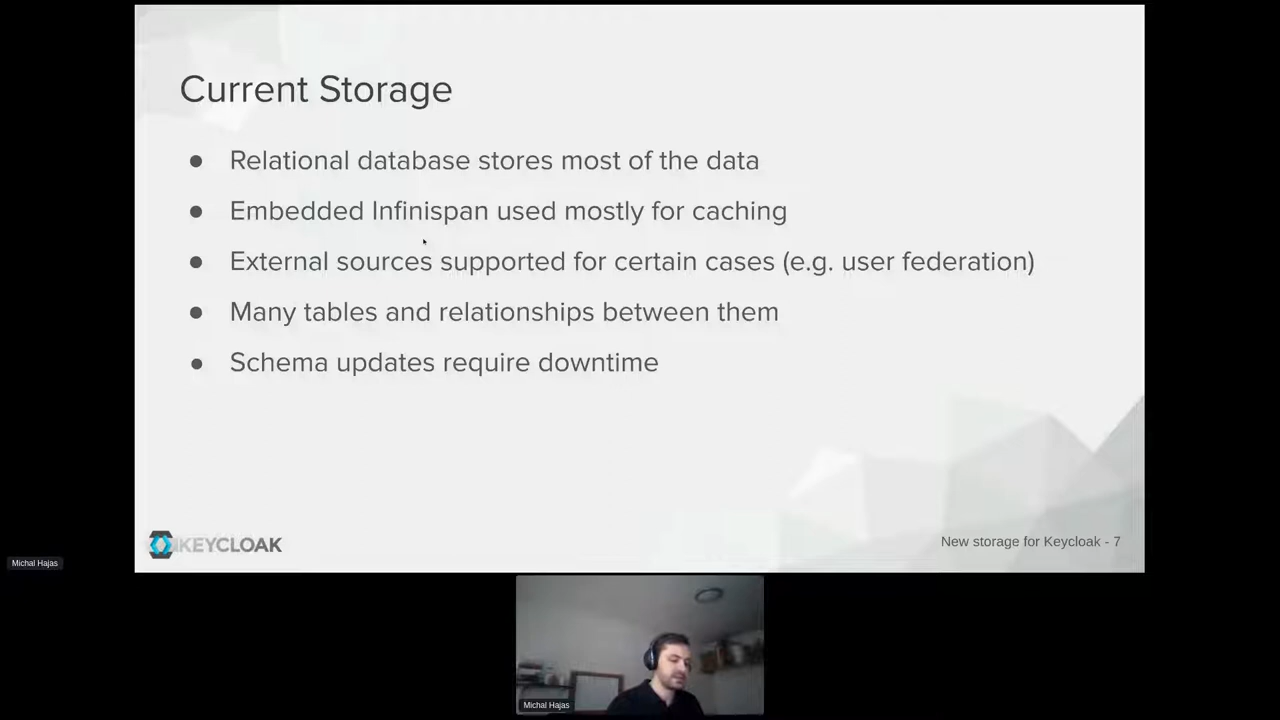 Current Storage
● Relational database stores most of the data
● Embedded Infinispan used mostly for caching
● External sources supported for certain cases (e.g. user federation)
● Many tables and relationships between them
● Schema updates require downtime
KEYCLOAK
New storage for Keycloak - 7
Michal Hajas
Michal Hajas